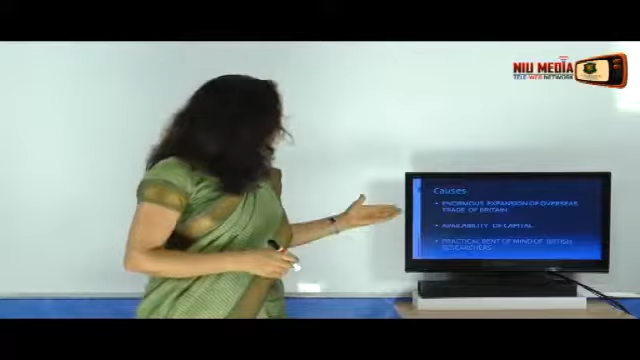 NIU MEDIA
TELE-WEB NETWORK
Causes
ENORMOUS EXPANSION OF OVERSEAS
TRADE OF BRITAIN
AVAILABILITY OF CAPITAL
PRACTICAL BENT OF MIND OF BRITISH
RESEARCHERS